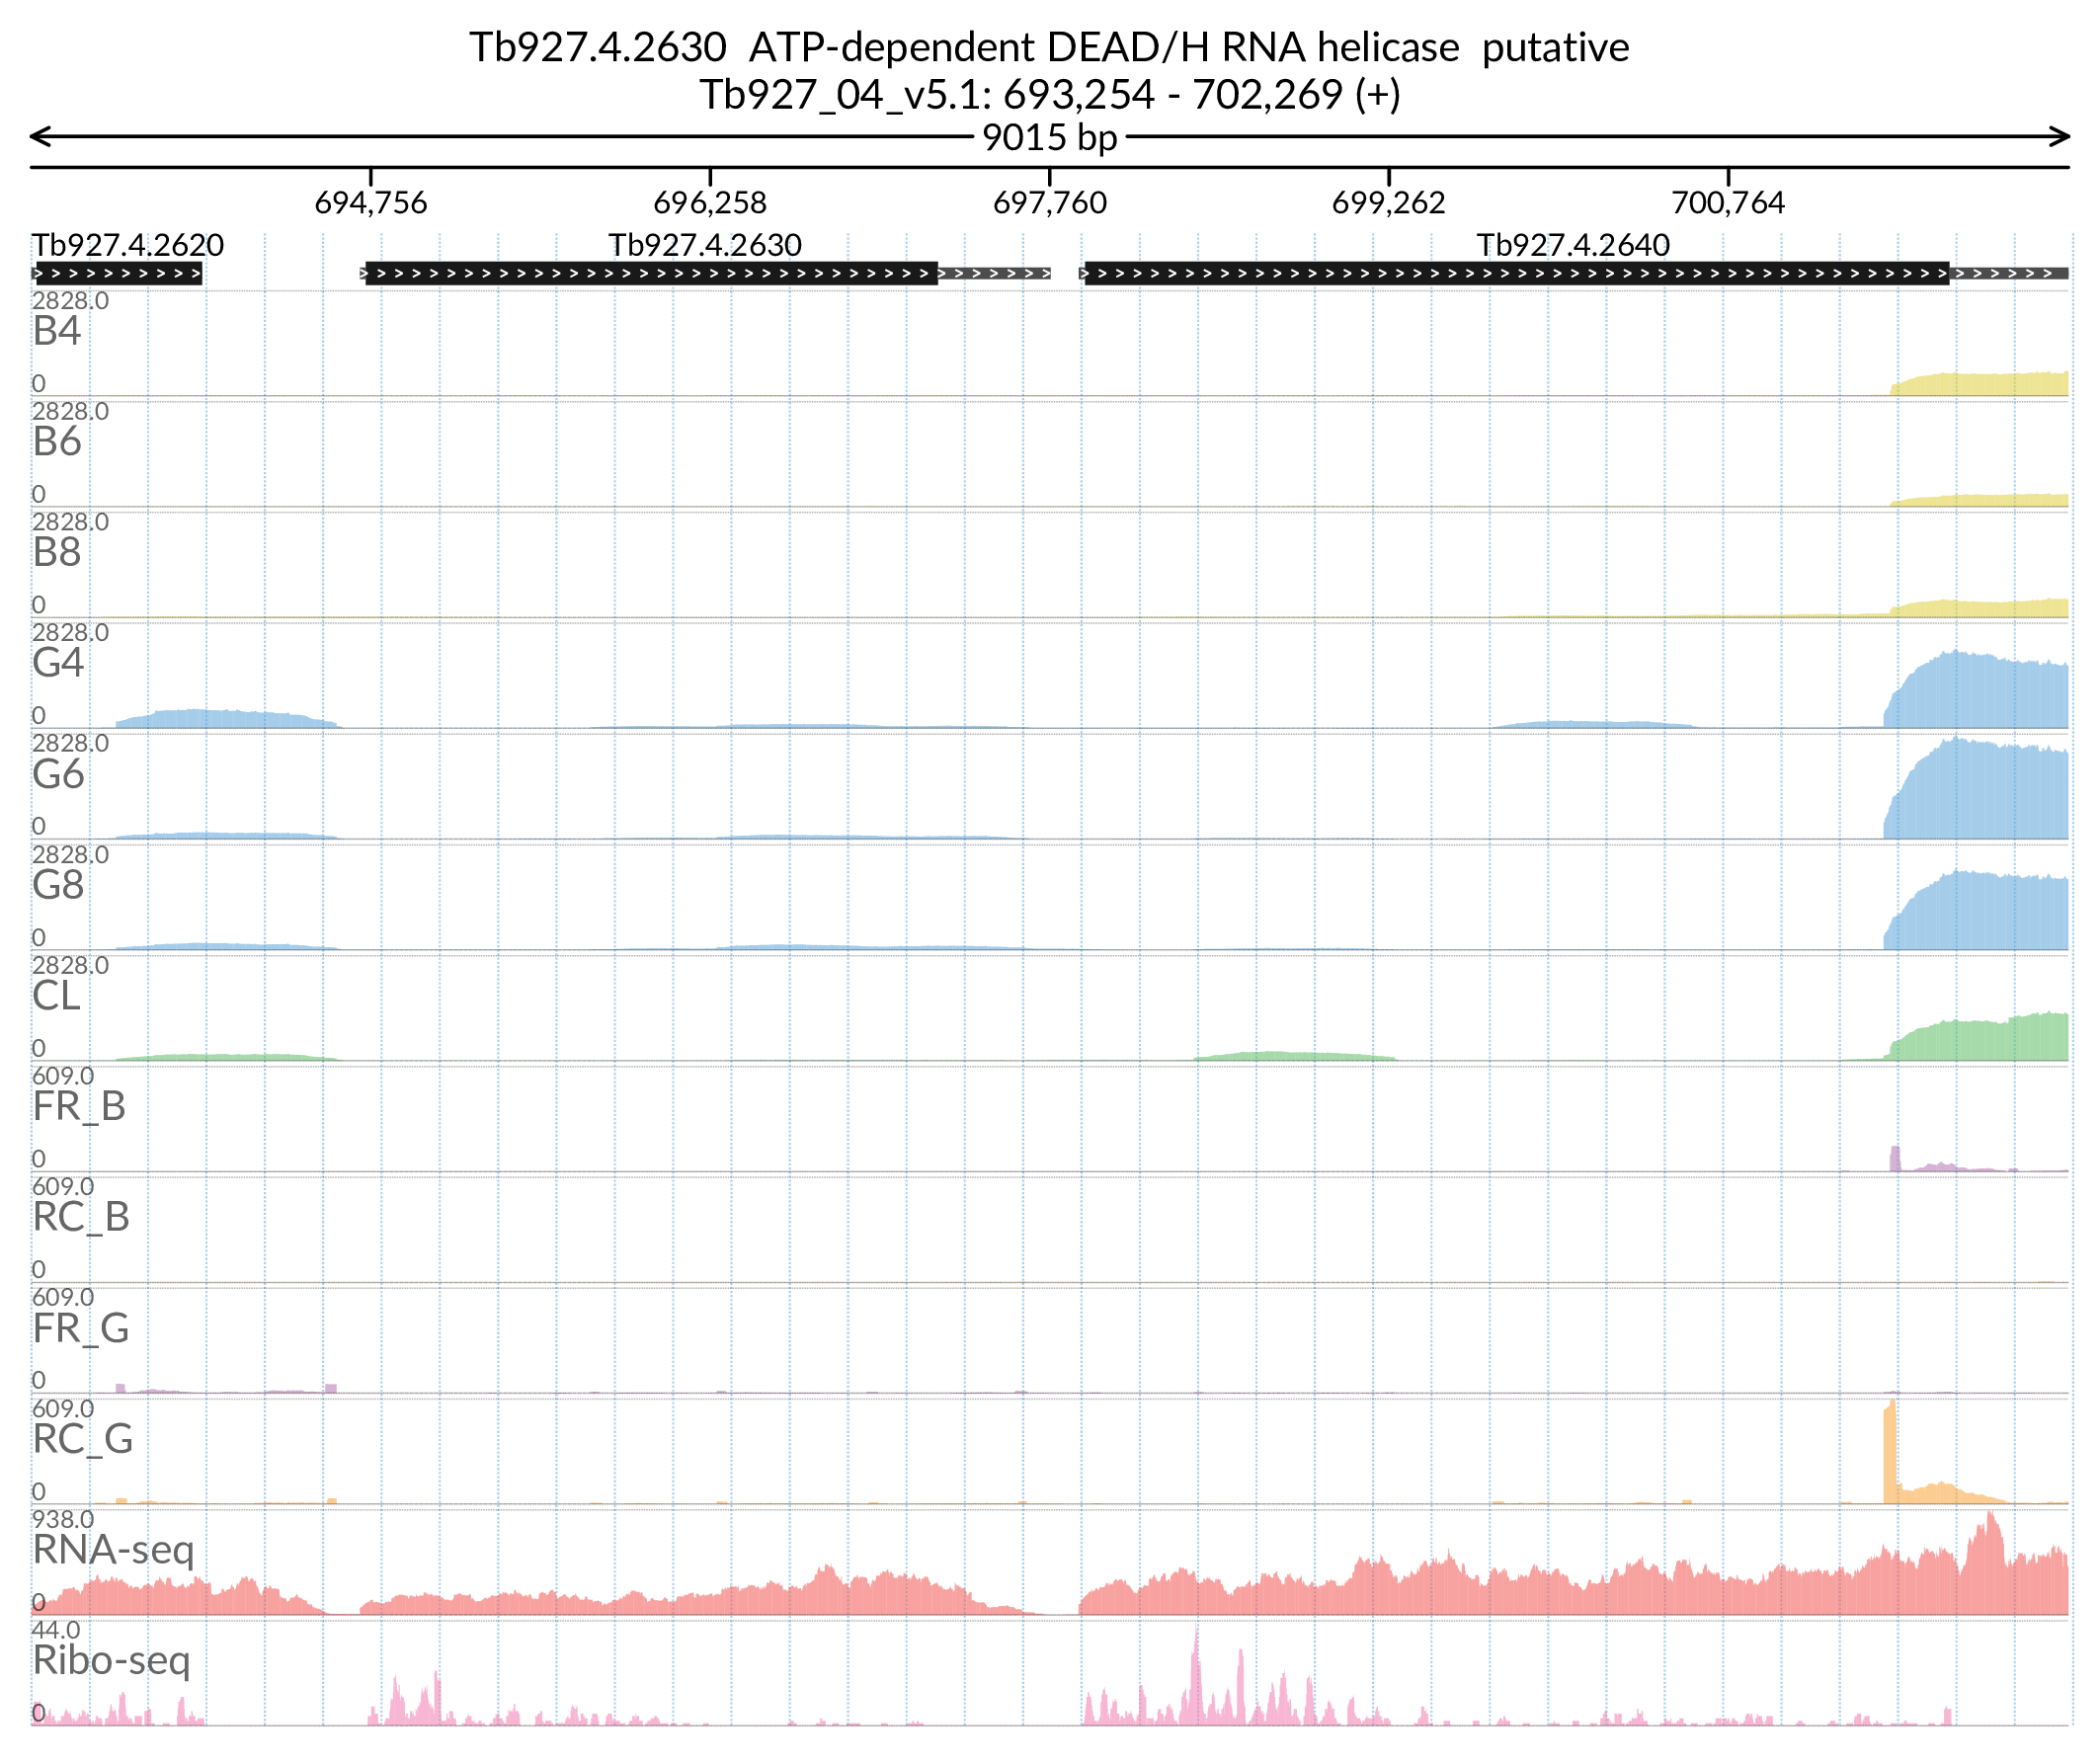 Tb927.4.2630  ATP-dependent DEAD/H RNA helicase  putative
Tb927_04_v5.1: 693,254 - 702,269 (+)
9015 bp
694,756 696,258 697,760 699,262 700,764
Tb927.4.2620 Tb927.4.2630 Tb927.4.2640
2828.0
B4
0
2828.0
B6
0
2828.0
B8
0
2828.0
G4
0
2828.0
G6
0
2828.0
G8
0
2828.0
CL
0
609.0
FR_B
0
609.0
RC_B
0
609.0
FR_G
0
609.0
RC_G
0
938.0
RNA-seq
0
44.0
Ribo-seq
0